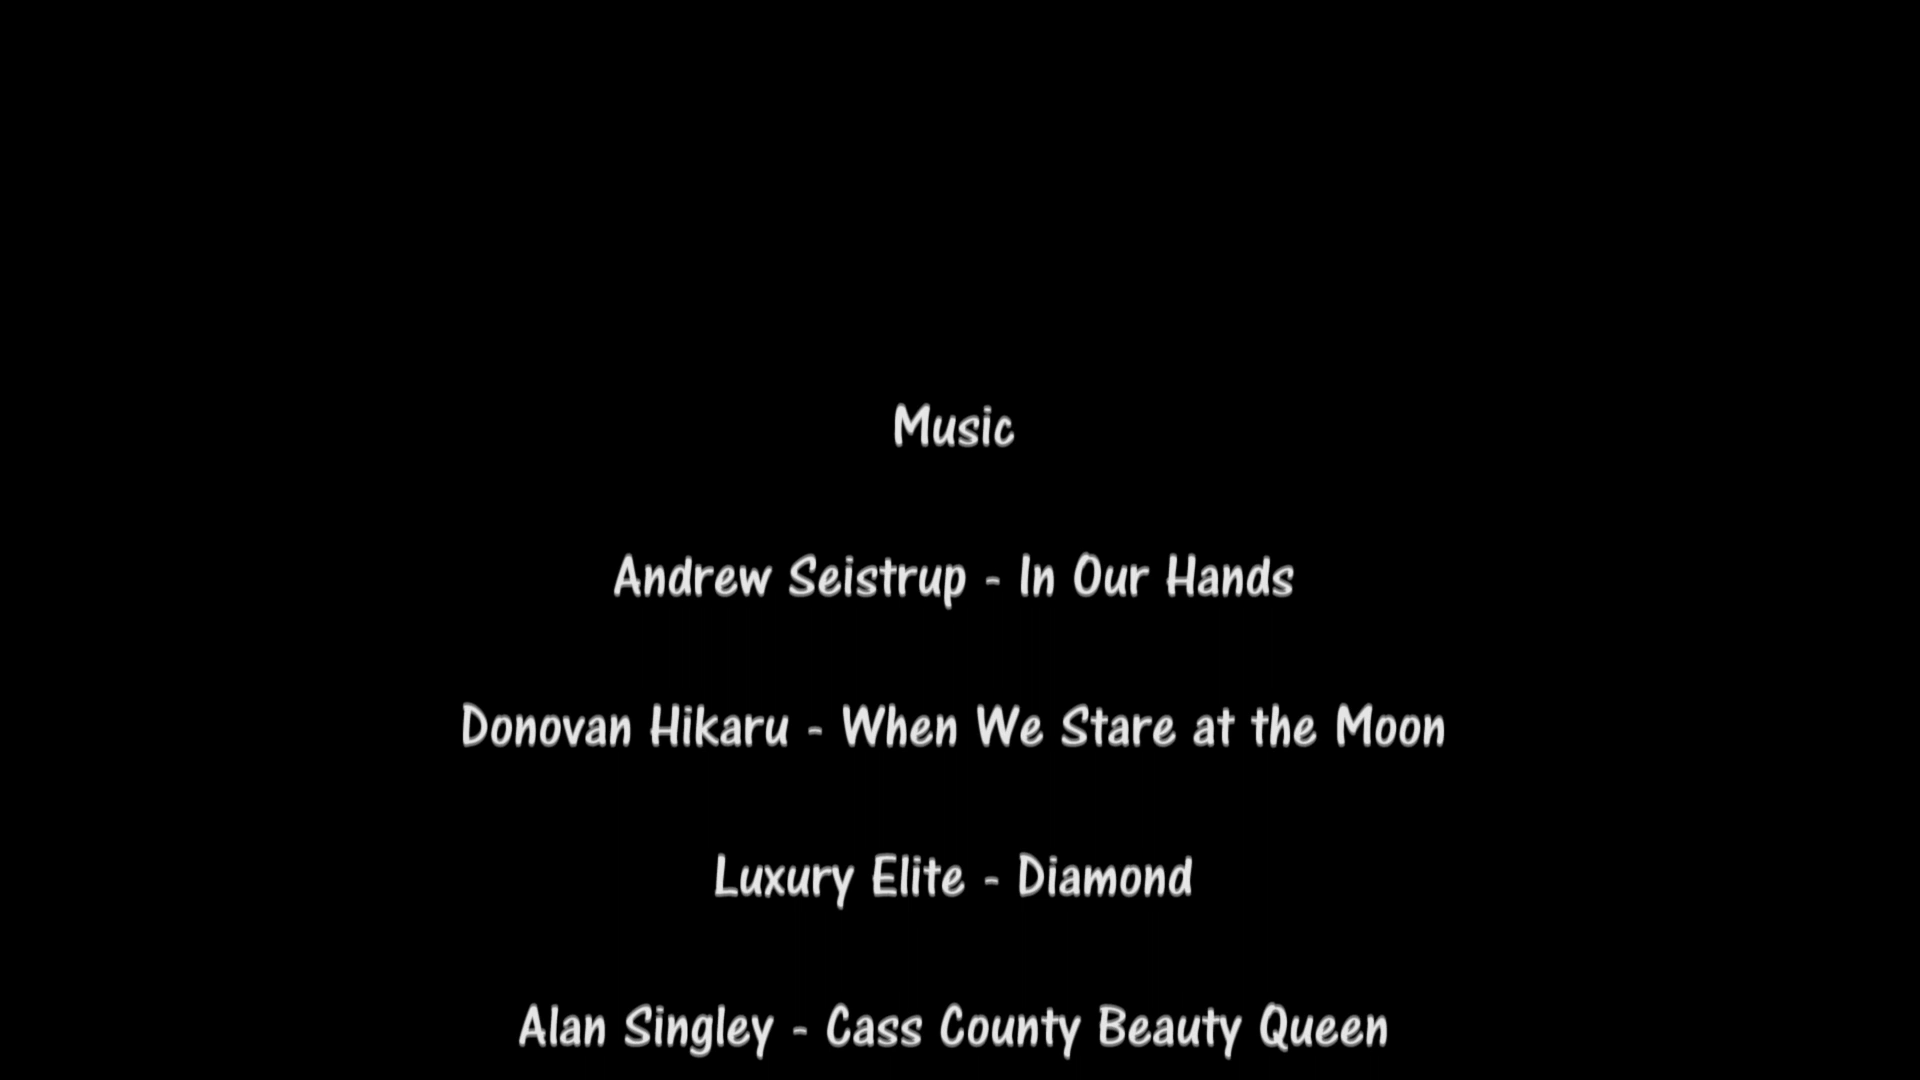 Music
Andrew Seistrup - In Our Hands
Donovan Hikaru - When We Stare at the Moon
Luxury Elite - Diamond
Alan Singley - Cass County Beauty Queen